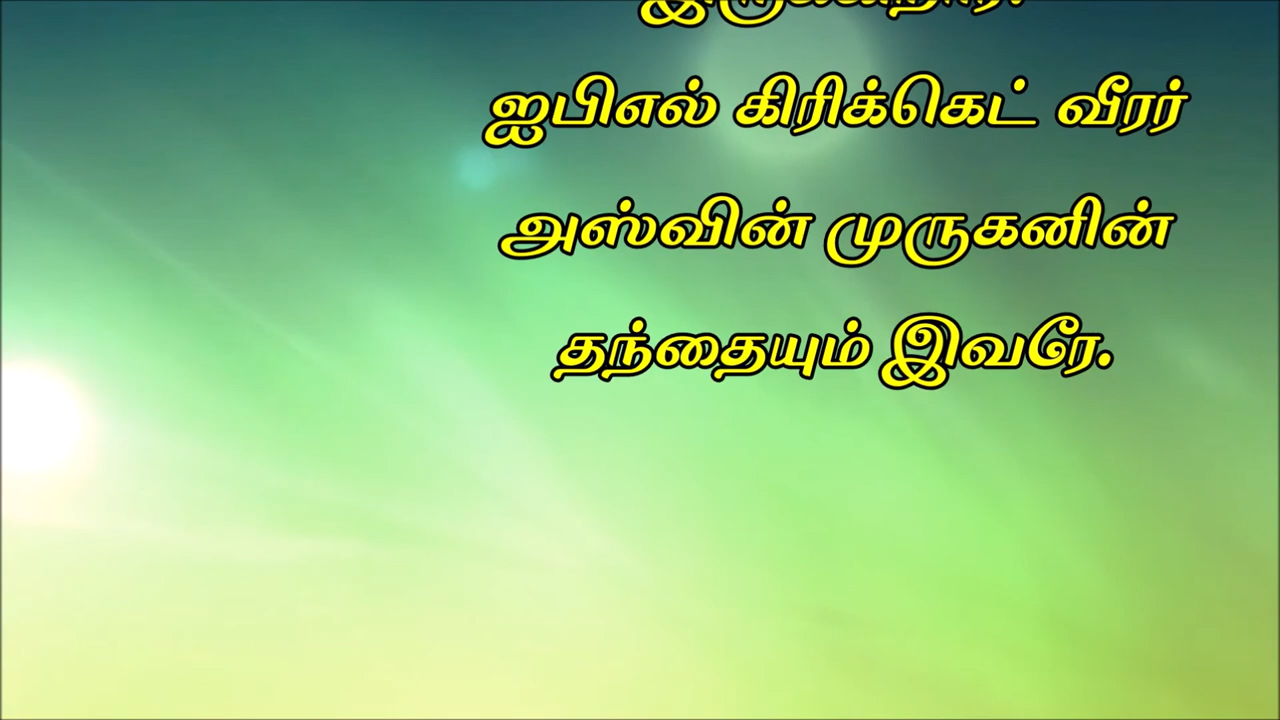 ஐபிஎல் கிரிக்கெட் வீரர்
அஸ்வின் முருகனின்
தந்தையும் இவரே.